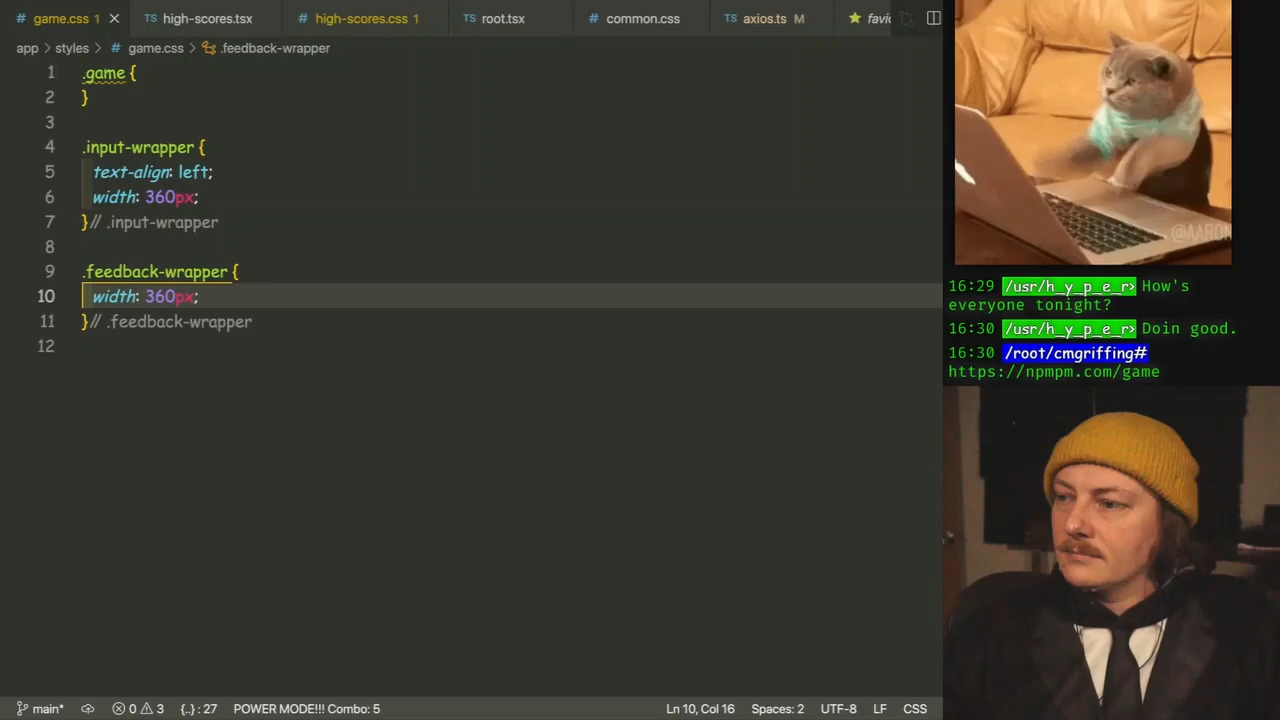 game.css 1
high-scores.tsx
high-scores.css 1
root.tsx
common.css
axios.ts M
favic
app > styles > # game.css > .feedback-wrapper
1 .game {
2 }
3
4 .input-wrapper {
5 text-align: left;
6 width: 360px;
7 }// .input-wrapper
8
9 .feedback-wrapper {
10 width: 360px;
11 }// .feedback-wrapper
12
@AARON
16:29 /usr/h_y_p_e_r> How's
everyone tonight?
16:30 /usr/h_y_p_e_r> Doin good.
16:30 /root/cmgriffing#
https://npmpm.com/game
main* 0 3 {..} : 27 POWER MODE!!! Combo: 5 Ln 10, Col 16 Spaces: 2 UTF-8 LF CSS